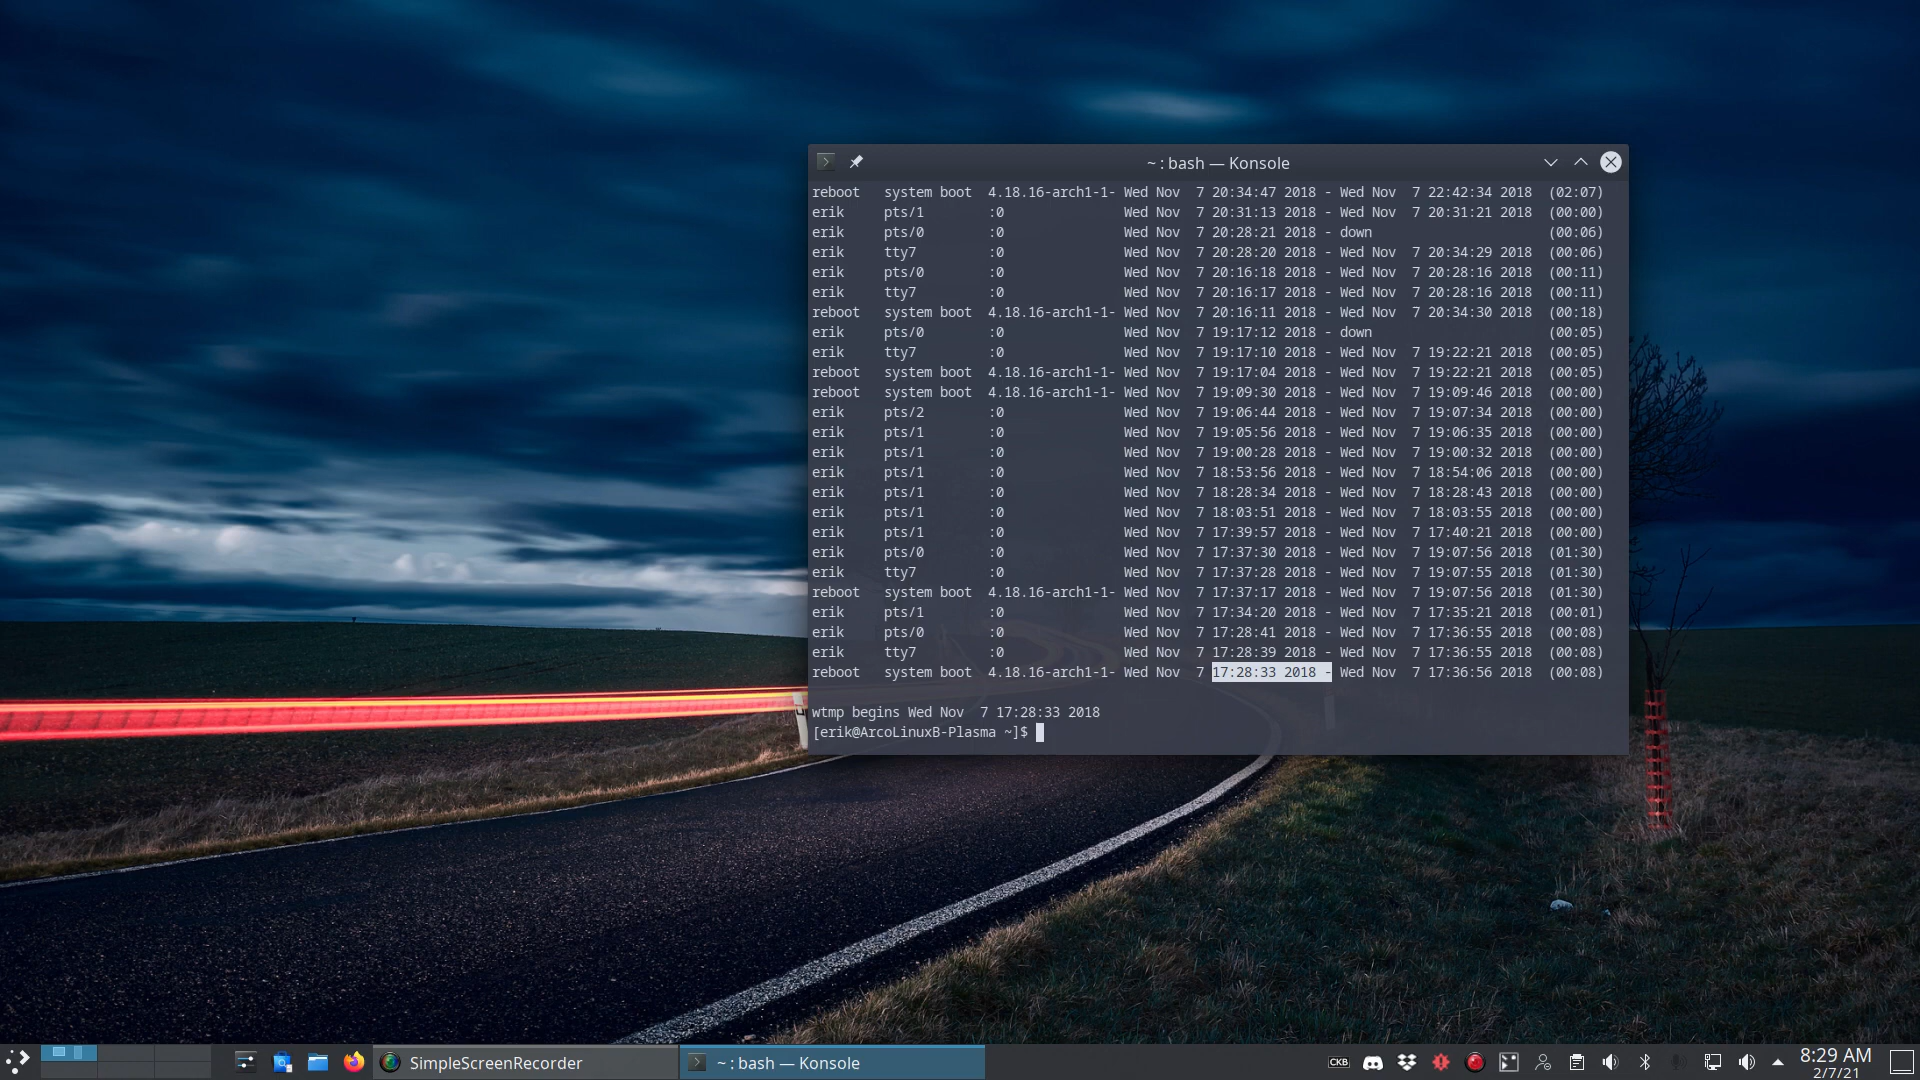 ~ : bash — Konsole
reboot   system boot  4.18.16-arch1-1- Wed Nov  7 20:34:47 2018 - Wed Nov  7 22:42:34 2018  (02:07)
erik     pts/1        :0               Wed Nov  7 20:31:13 2018 - Wed Nov  7 20:31:21 2018  (00:00)
erik     pts/0        :0               Wed Nov  7 20:28:21 2018 - down                      (00:06)
erik     tty7         :0               Wed Nov  7 20:28:20 2018 - Wed Nov  7 20:34:29 2018  (00:06)
erik     pts/0        :0               Wed Nov  7 20:16:18 2018 - Wed Nov  7 20:28:16 2018  (00:11)
erik     tty7         :0               Wed Nov  7 20:16:17 2018 - Wed Nov  7 20:28:16 2018  (00:11)
reboot   system boot  4.18.16-arch1-1- Wed Nov  7 20:16:11 2018 - Wed Nov  7 20:34:30 2018  (00:18)
erik     pts/0        :0               Wed Nov  7 19:17:12 2018 - down                      (00:05)
erik     tty7         :0               Wed Nov  7 19:17:10 2018 - Wed Nov  7 19:22:21 2018  (00:05)
reboot   system boot  4.18.16-arch1-1- Wed Nov  7 19:17:04 2018 - Wed Nov  7 19:22:21 2018  (00:05)
reboot   system boot  4.18.16-arch1-1- Wed Nov  7 19:09:30 2018 - Wed Nov  7 19:09:46 2018  (00:00)
erik     pts/2        :0               Wed Nov  7 19:06:44 2018 - Wed Nov  7 19:07:34 2018  (00:00)
erik     pts/1        :0               Wed Nov  7 19:05:56 2018 - Wed Nov  7 19:06:35 2018  (00:00)
erik     pts/1        :0               Wed Nov  7 19:00:28 2018 - Wed Nov  7 19:00:32 2018  (00:00)
erik     pts/1        :0               Wed Nov  7 18:53:56 2018 - Wed Nov  7 18:54:06 2018  (00:00)
erik     pts/1        :0               Wed Nov  7 18:28:34 2018 - Wed Nov  7 18:28:43 2018  (00:00)
erik     pts/1        :0               Wed Nov  7 18:03:51 2018 - Wed Nov  7 18:03:55 2018  (00:00)
erik     pts/1        :0               Wed Nov  7 17:39:57 2018 - Wed Nov  7 17:40:21 2018  (00:00)
erik     pts/0        :0               Wed Nov  7 17:37:30 2018 - Wed Nov  7 19:07:56 2018  (01:30)
erik     tty7         :0               Wed Nov  7 17:37:28 2018 - Wed Nov  7 19:07:55 2018  (01:30)
reboot   system boot  4.18.16-arch1-1- Wed Nov  7 17:37:17 2018 - Wed Nov  7 19:07:56 2018  (01:30)
erik     pts/1        :0               Wed Nov  7 17:34:20 2018 - Wed Nov  7 17:35:21 2018  (00:01)
erik     pts/0        :0               Wed Nov  7 17:28:41 2018 - Wed Nov  7 17:36:55 2018  (00:08)
erik     tty7         :0               Wed Nov  7 17:28:39 2018 - Wed Nov  7 17:36:55 2018  (00:08)
reboot   system boot  4.18.16-arch1-1- Wed Nov  7 17:28:33 2018 - Wed Nov  7 17:36:56 2018  (00:08)
wtmp begins Wed Nov  7 17:28:33 2018
[erik@ArcoLinuxB-Plasma ~]$
SimpleScreenRecorder
~ : bash — Konsole
CKB
8:29 AM
2/7/21